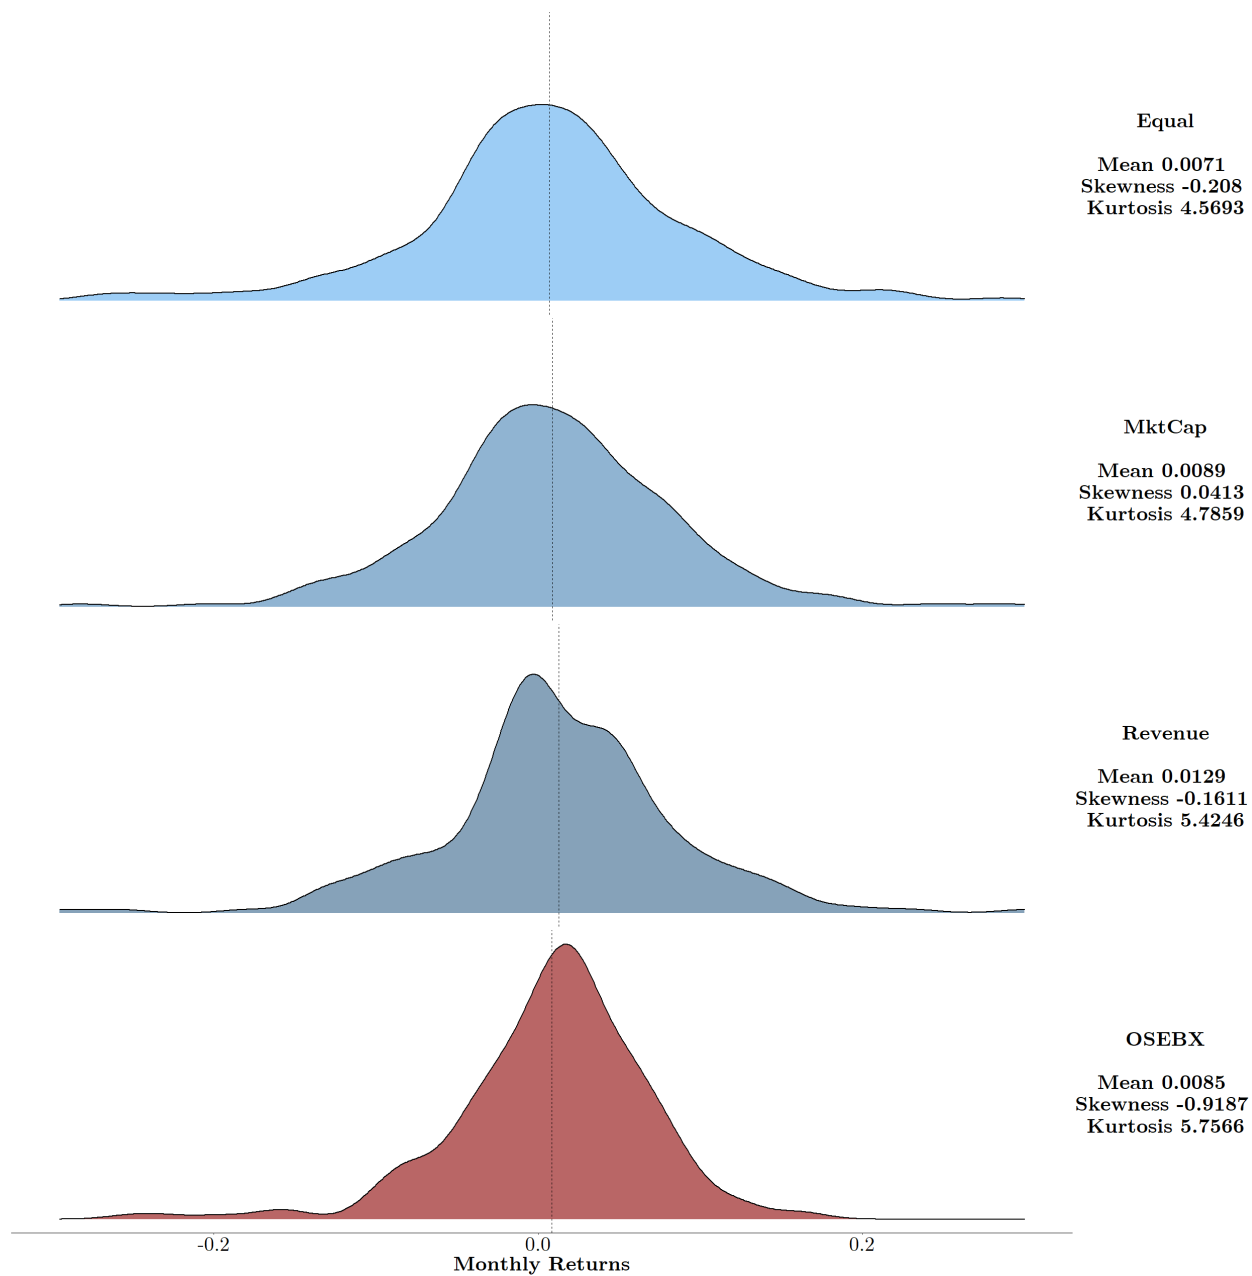 Equal
Mean 0.0071
Skewness -0.208
Kurtosis 4.5693
MktCap
Mean 0.0089
Skewness 0.0413
Kurtosis 4.7859
Revenue
Mean 0.0129
Skewness -0.1611
Kurtosis 5.4246
OSEBX
Mean 0.0085
Skewness -0.9187
Kurtosis 5.7566
-0.2 0.0 0.2
Monthly Returns